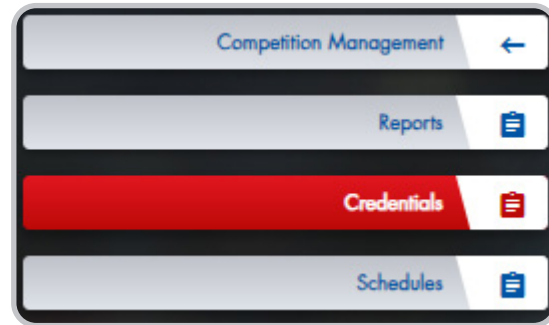 Competition Management
Reports
Credentials
Schedules